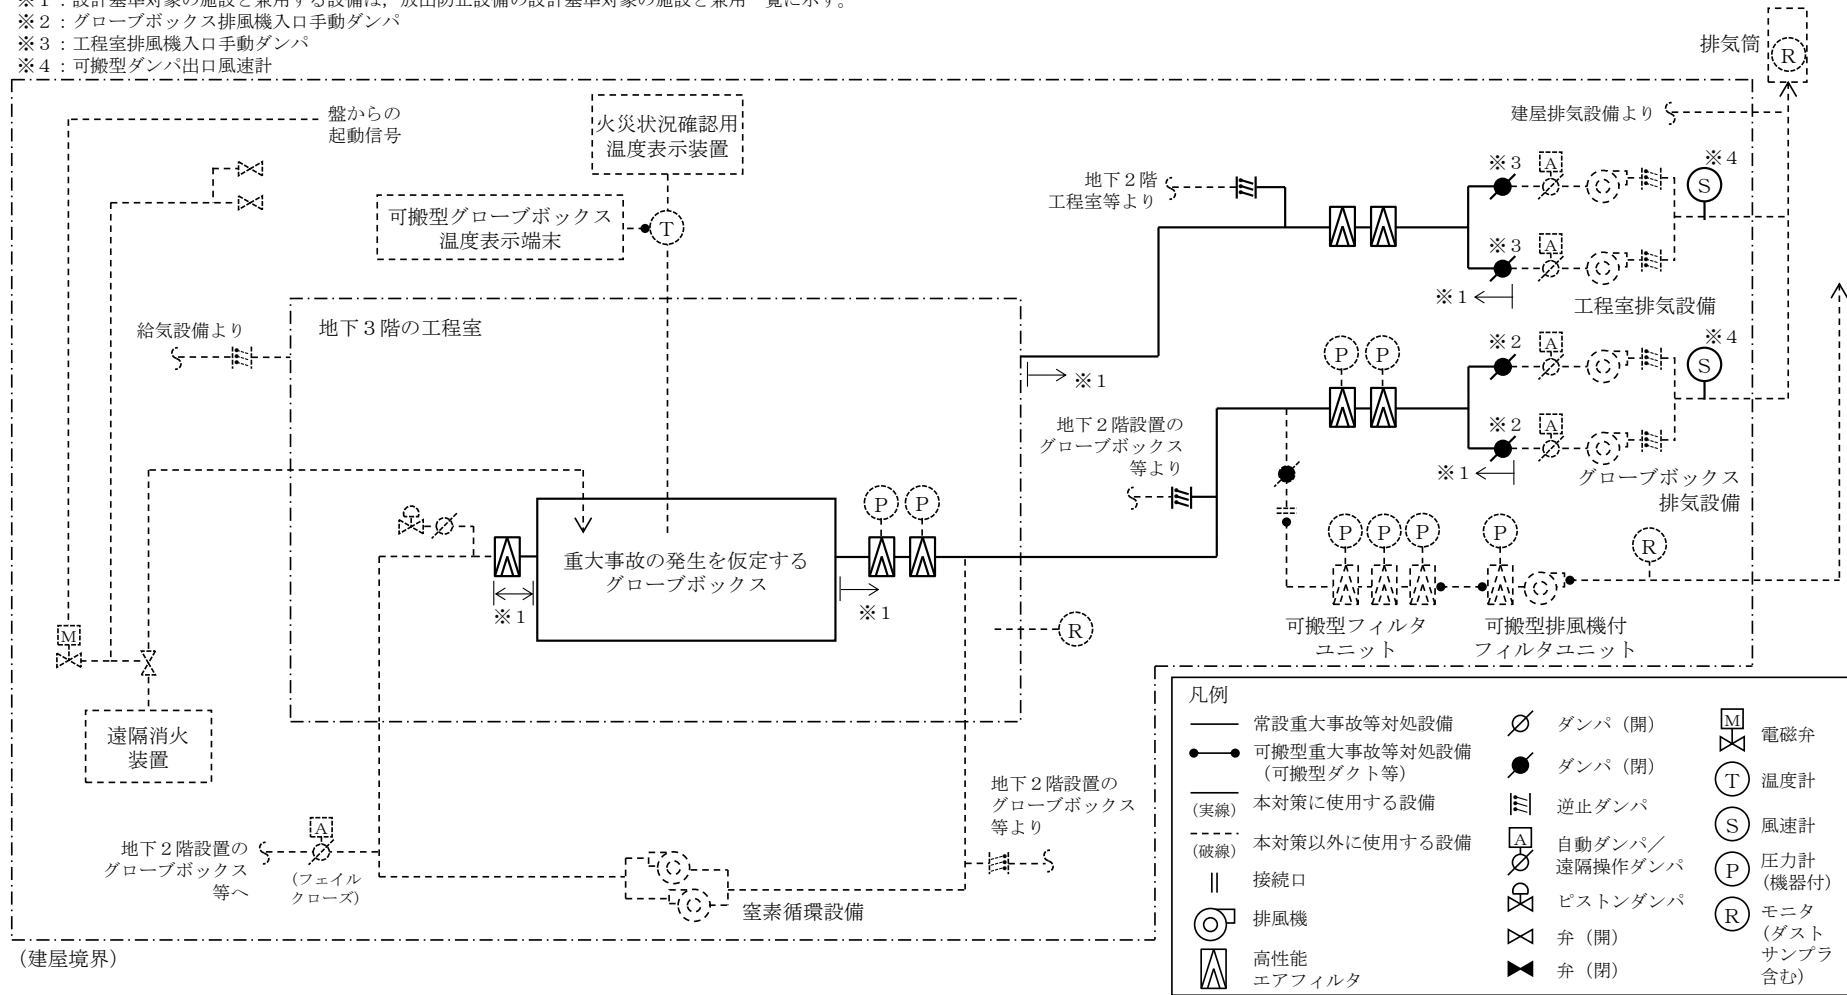 ※１：設計基準対象の施設と兼用する設備は，放出防止設備の設計基準対象の施設と兼用一覧に示す。
※２：グローブボックス排風機入口手動ダンパ
※３：工程室排風機入口手動ダンパ
※４：可搬型ダンパ出口風速計
排気筒
R
盤からの
起動信号
火災状況確認用
温度表示装置
可搬型グローブボックス
温度表示端末
T
建屋排気設備より
地下２階
工程室等より
※３
A
※４
S
※３
A
※１
工程室排気設備
給気設備より
地下３階の工程室
※１
P
P
※２
A
※４
S
※２
A
※１
グローブボックス
排気設備
地下２階設置の
グローブボックス
等より
P
P
重大事故の発生を仮定する
グローブボックス
※１
※１
P
P
P
P
R
可搬型フィルタ
ユニット
可搬型排風機付
フィルタユニット
R
M
遠隔消火
装置
地下２階設置の
グローブボックス
等へ
A
（フェイル
クローズ）
窒素循環設備
地下２階設置の
グローブボックス
等より
（建屋境界）
凡例
常設重大事故等対処設備
可搬型重大事故等対処設備
（可搬型ダクト等）
（実線）
本対策に使用する設備
（破線）
本対策以外に使用する設備
接続口
排風機
高性能
エアフィルタ
ダンパ（開）
ダンパ（閉）
逆止ダンパ
A
自動ダンパ／
遠隔操作ダンパ
ピストンダンパ
弁（開）
弁（閉）
M
電磁弁
T
温度計
S
風速計
P
圧力計
（機器付）
R
モニタ
（ダスト
サンプラ
含む）